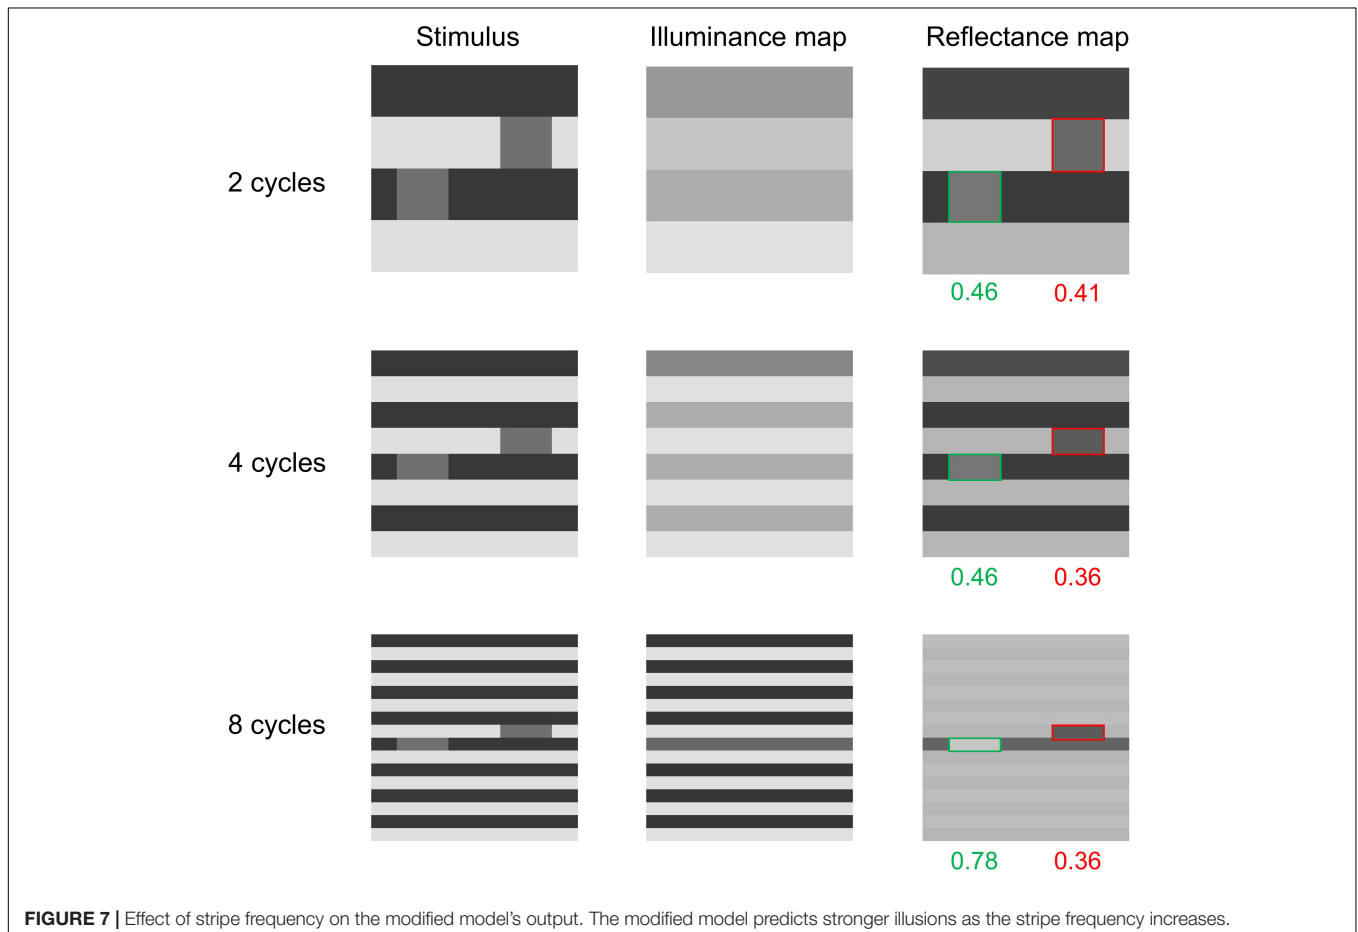 Stimulus Illuminance map Reflectance map
2 cycles
0.46 0.41
4 cycles
0.46 0.36
8 cycles
0.78 0.36
FIGURE 7 | Effect of stripe frequency on the modified model's output. The modified model predicts stronger illusions as the stripe frequency increases.